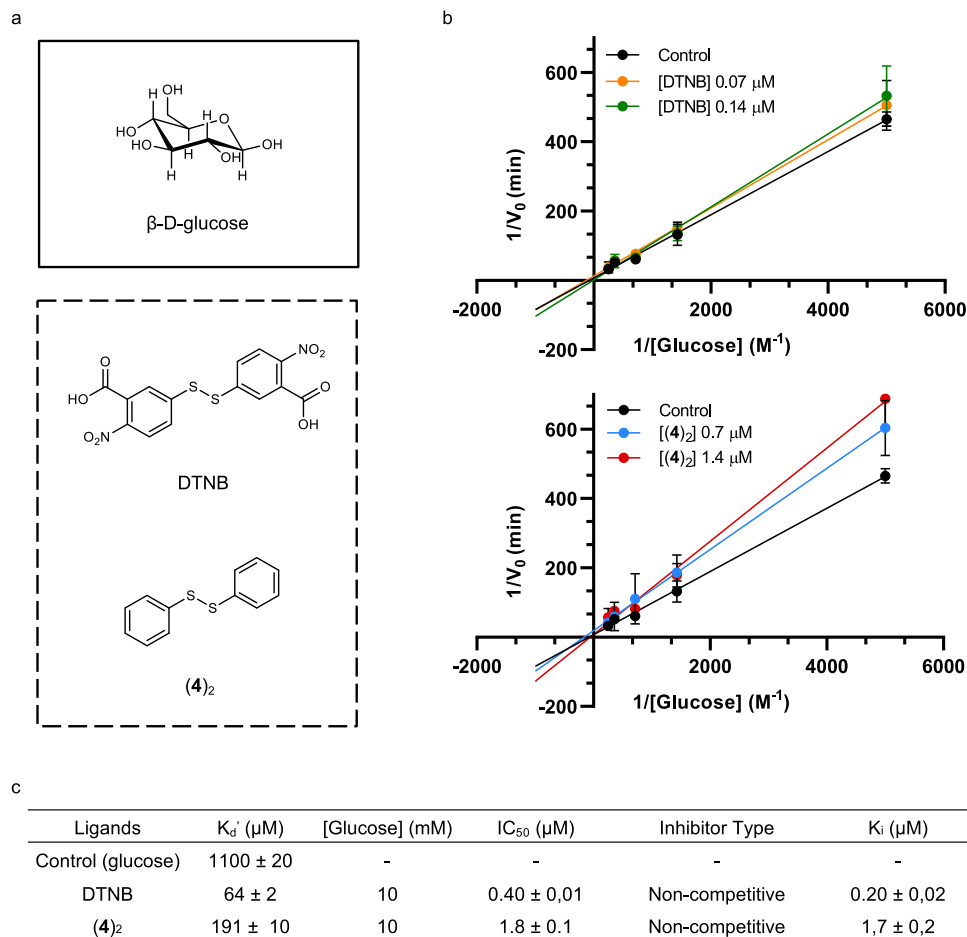 a
OH
H
HO
H
O
HO
H
OH
OH
H
H
β-D-glucose
O
HO
S
S
NO₂
O
OH
O₂N
DTNB
S
S
(4)₂
b
Control
[DTNB] 0.07 μM
[DTNB] 0.14 μM
600
400
200
-200
-2000
2000
4000
6000
1/V₀ (min)
1/[Glucose] (M⁻¹)
Control
[(4)₂] 0.7 μM
[(4)₂] 1.4 μM
600
400
200
-200
-2000
2000
4000
6000
1/V₀ (min)
1/[Glucose] (M⁻¹)
c
Ligands K_d' (μM) [Glucose] (mM) IC₅₀ (μM) Inhibitor Type Kᵢ (μM)
Control (glucose) 1100 ± 20 - - - -
DTNB 64 ± 2 10 0.40 ± 0,01 Non-competitive 0.20 ± 0,02
(4)₂ 191 ± 10 10 1.8 ± 0.1 Non-competitive 1,7 ± 0,2